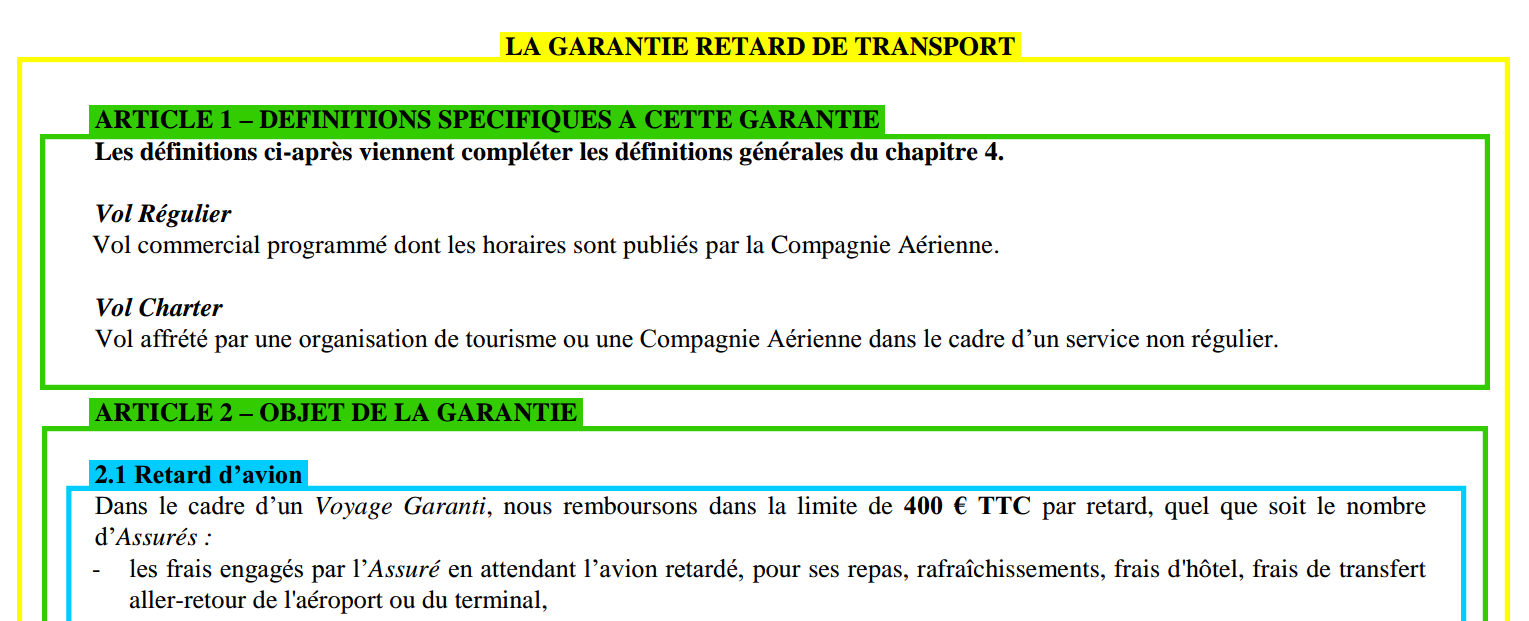 LA GARANTIE RETARD DE TRANSPORT
ARTICLE 1 – DEFINITIONS SPECIFIQUES A CETTE GARANTIE
Les définitions ci-après viennent compléter les définitions générales du chapitre 4.
Vol Régulier
Vol commercial programmé dont les horaires sont publiés par la Compagnie Aérienne.
Vol Charter
Vol affrété par une organisation de tourisme ou une Compagnie Aérienne dans le cadre d’un service non régulier.
ARTICLE 2 – OBJET DE LA GARANTIE
2.1 Retard d’avion
Dans le cadre d’un Voyage Garanti, nous remboursons dans la limite de 400 € TTC par retard, quel que soit le nombre
d’Assurés :
- les frais engagés par l’Assuré en attendant l’avion retardé, pour ses repas, rafraîchissements, frais d'hôtel, frais de transfert
aller-retour de l'aéroport ou du terminal,